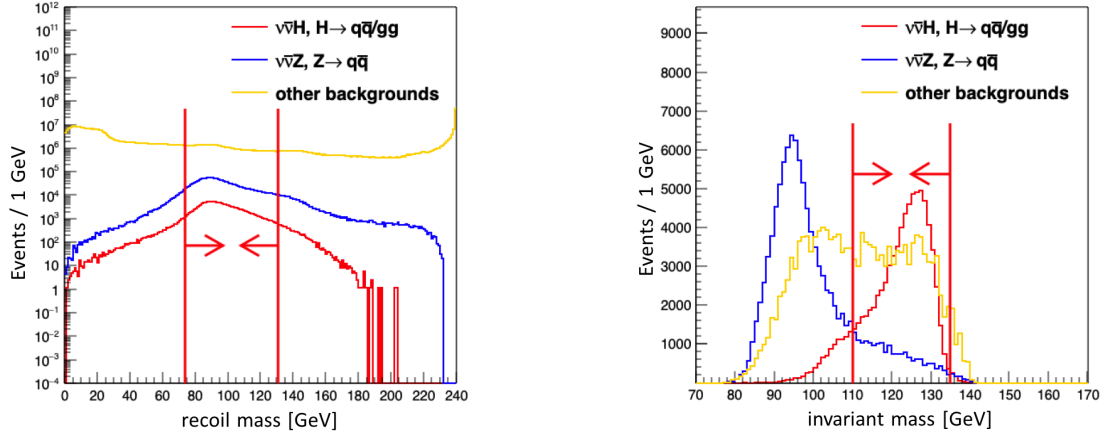 10¹²
10¹¹
10¹⁰
10⁹
10⁸
10⁷
10⁶
10⁵
10⁴
10³
10²
10
1
10⁻¹
10⁻²
10⁻³
10⁻⁴
Events / 1 GeV
νν̄H, H→ qq̄/gg
νν̄Z, Z→ qq̄
other backgrounds
0 20 40 60 80 100 120 140 160 180 200 220 240
recoil mass [GeV]
9000
8000
7000
6000
5000
4000
3000
2000
1000
0
Events / 1 GeV
νν̄H, H→ qq̄/gg
νν̄Z, Z→ qq̄
other backgrounds
70 80 90 100 110 120 130 140 150 160 170
invariant mass [GeV]